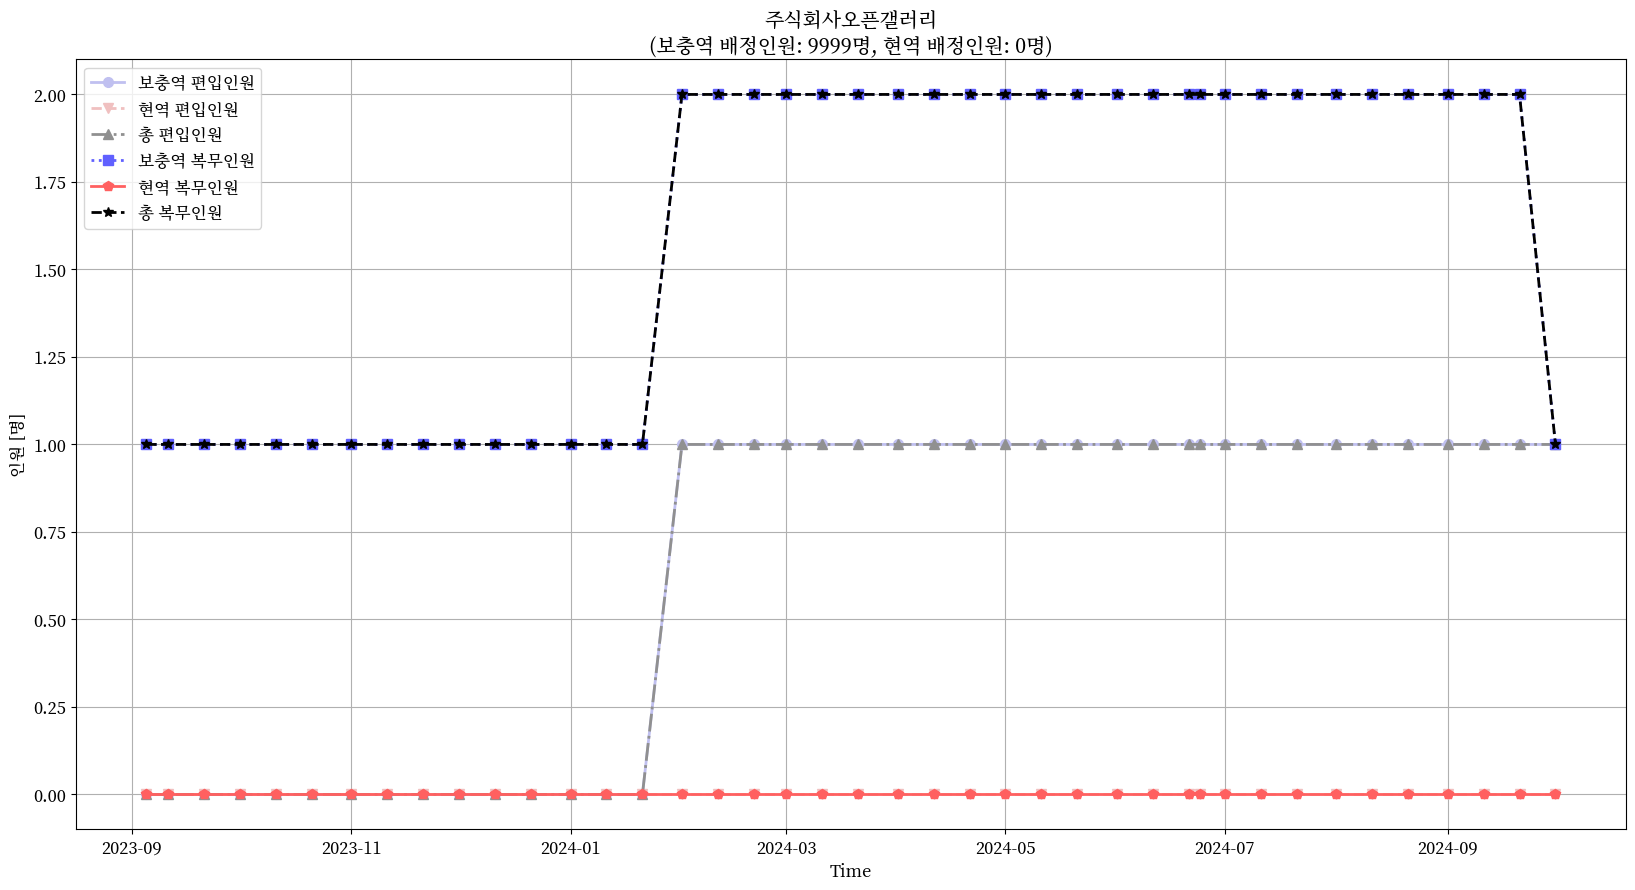 주식회사오픈갤러리
(보충역 배정인원: 9999명, 현역 배정인원: 0명)
보충역 편입인원
현역 편입인원
총 편입인원
보충역 복무인원
현역 복무인원
총 복무인원
인원 [명]
2.00
1.75
1.50
1.25
1.00
0.75
0.50
0.25
0.00
2023-09
2023-11
2024-01
2024-03
2024-05
2024-07
2024-09
Time